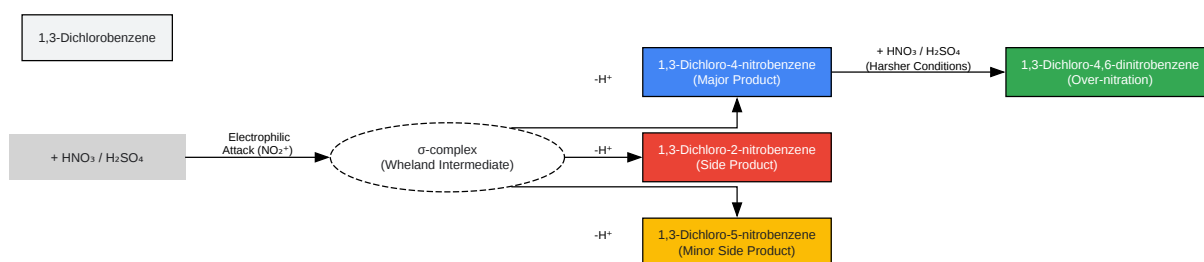 1,3-Dichlorobenzene
+ HNO₃ / H₂SO₄
Electrophilic
Attack (NO₂⁺)
σ-complex
(Wheland Intermediate)
-H⁺
1,3-Dichloro-4-nitrobenzene
(Major Product)
+ HNO₃ / H₂SO₄
(Harsher Conditions)
1,3-Dichloro-4,6-dinitrobenzene
(Over-nitration)
-H⁺
1,3-Dichloro-2-nitrobenzene
(Side Product)
-H⁺
1,3-Dichloro-5-nitrobenzene
(Minor Side Product)